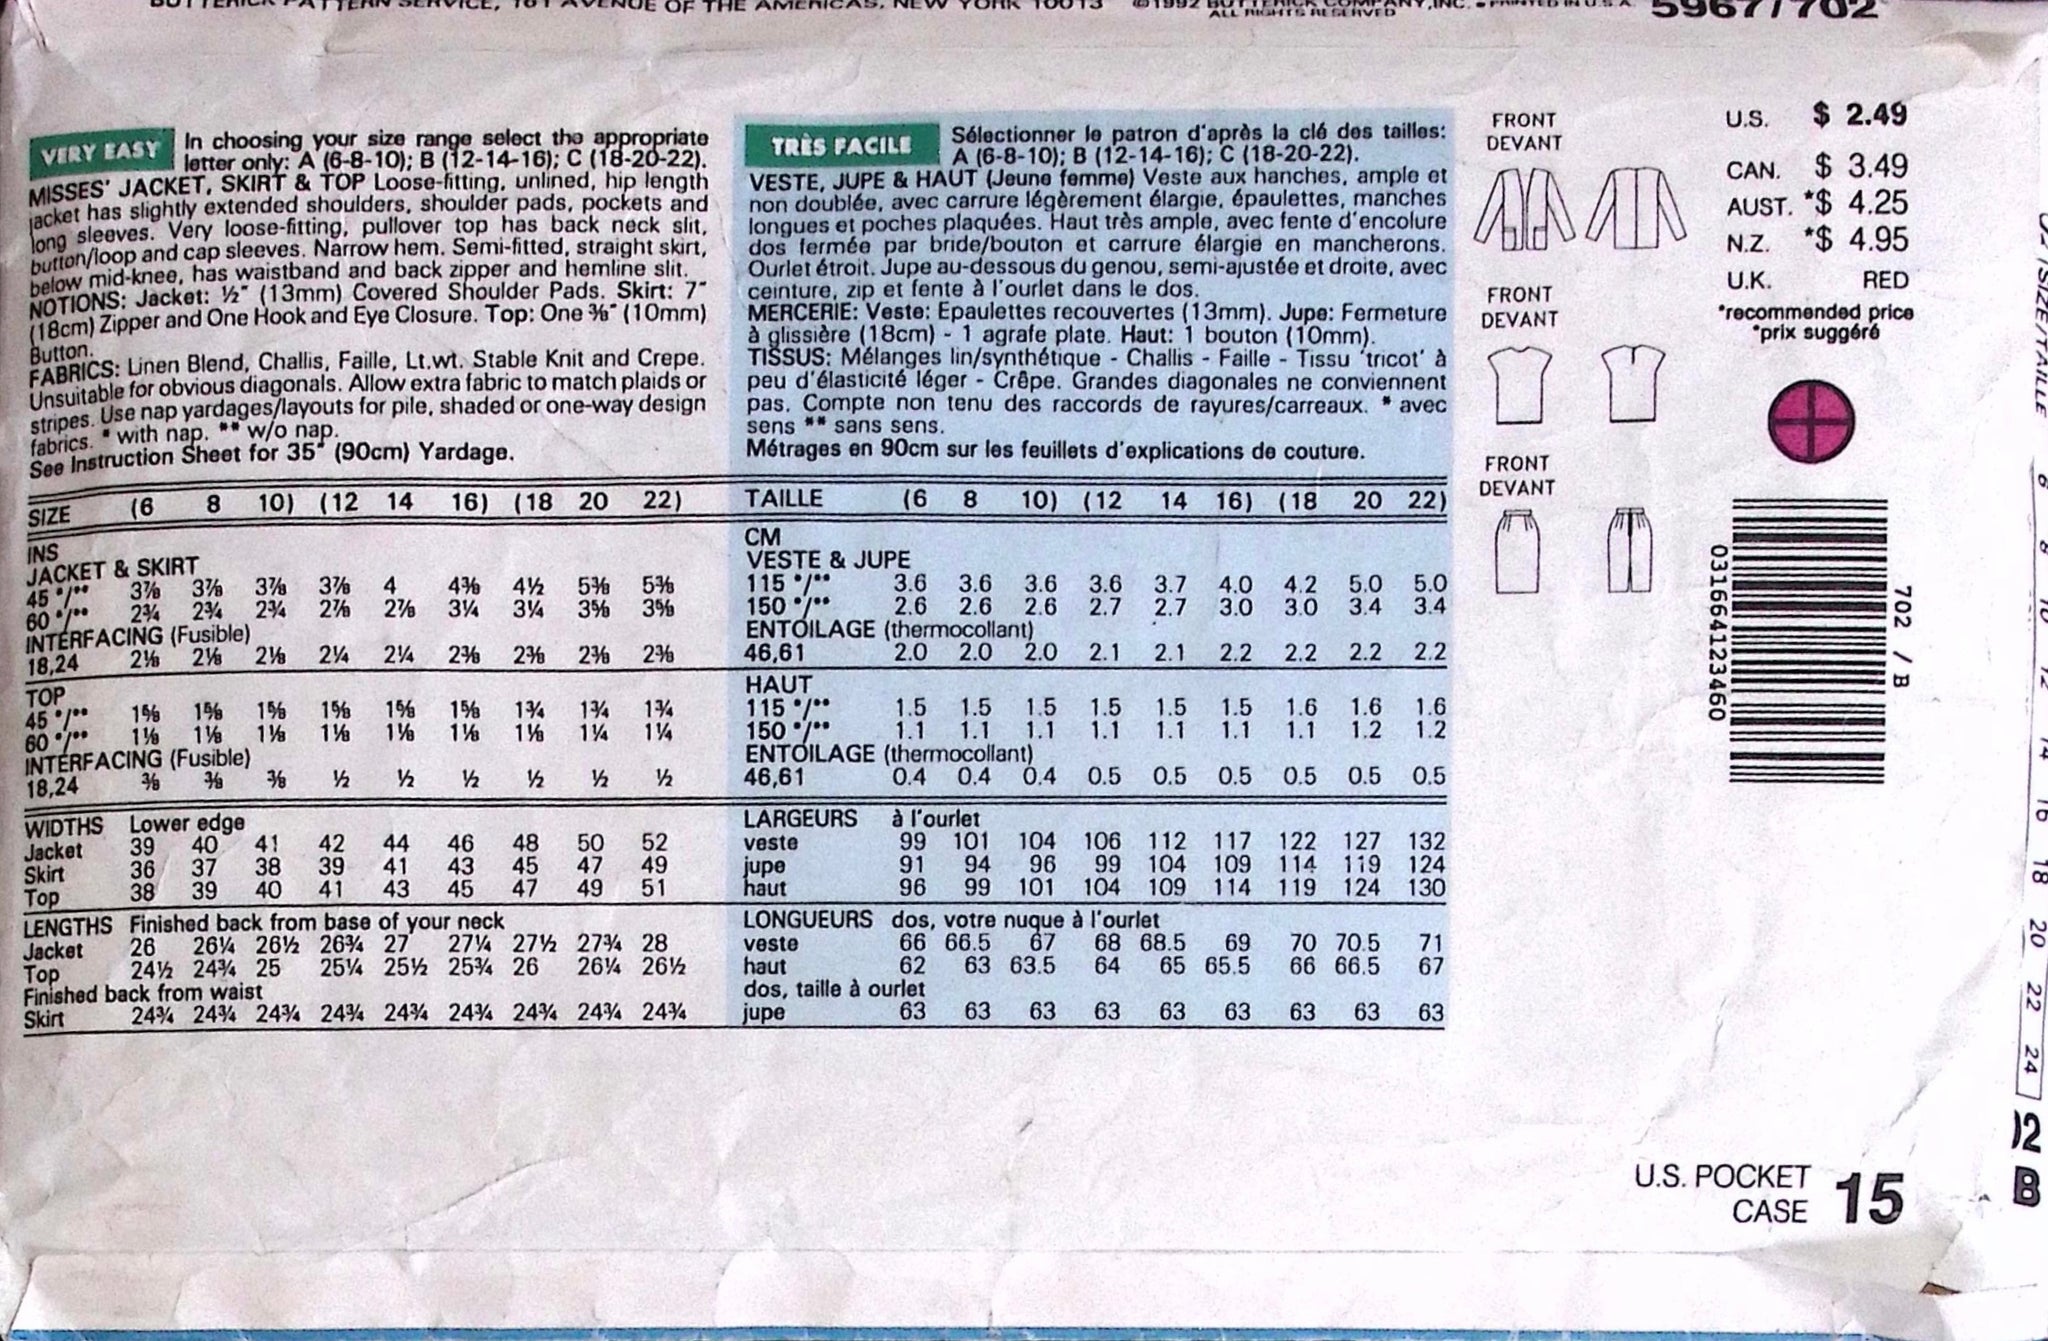 BUTTERICK PATTERN SERVICE, 161 AVENUE OF THE AMERICAS, NEW YORK 10013 ©1992 BUTTERICK COMPANY, INC. • PRINTED IN U.S.A.
ALL RIGHTS RESERVED
5967/702
VERY EASY In choosing your size range select the appropriate
letter only: A (6-8-10); B (12-14-16); C (18-20-22).
MISSES' JACKET, SKIRT & TOP Loose-fitting, unlined, hip length
jacket has slightly extended shoulders, shoulder pads, pockets and
long sleeves. Very loose-fitting, pullover top has back neck slit,
button/loop and cap sleeves. Narrow hem. Semi-fitted, straight skirt,
below mid-knee, has waistband and back zipper and hemline slit.
NOTIONS: Jacket: ½" (13mm) Covered Shoulder Pads. Skirt: 7"
(18cm) Zipper and One Hook and Eye Closure. Top: One ⅜" (10mm)
Button.
FABRICS: Linen Blend, Challis, Faille, Lt.wt. Stable Knit and Crepe.
Unsuitable for obvious diagonals. Allow extra fabric to match plaids or
stripes. Use nap yardages/layouts for pile, shaded or one-way design
fabrics. * with nap. ** w/o nap.
See Instruction Sheet for 35" (90cm) Yardage.
SIZE (6 8 10) (12 14 16) (18 20 22)
INS
JACKET & SKIRT
45 */** 3⅞ 3⅞ 3⅞ 3⅞ 4 4⅜ 4½ 5⅜ 5⅜
60 */** 2¾ 2¾ 2¾ 2⅞ 2⅞ 3¼ 3¼ 3⅝ 3⅝
INTERFACING (Fusible)
18,24 2⅛ 2⅛ 2⅛ 2¼ 2¼ 2⅜ 2⅜ 2⅜ 2⅜
TOP
45 */** 1⅝ 1⅝ 1⅝ 1⅝ 1⅝ 1⅝ 1¾ 1¾ 1¾
60 */** 1⅛ 1⅛ 1⅛ 1⅛ 1⅛ 1⅛ 1⅛ 1¼ 1¼
INTERFACING (Fusible)
18,24 ⅜ ⅜ ⅜ ½ ½ ½ ½ ½ ½
WIDTHS Lower edge
Jacket 39 40 41 42 44 46 48 50 52
Skirt 36 37 38 39 41 43 45 47 49
Top 38 39 40 41 43 45 47 49 51
LENGTHS Finished back from base of your neck
Jacket 26 26¼ 26½ 26¾ 27 27¼ 27½ 27¾ 28
Top 24½ 24¾ 25 25¼ 25½ 25¾ 26 26¼ 26½
Finished back from waist
Skirt 24¾ 24¾ 24¾ 24¾ 24¾ 24¾ 24¾ 24¾ 24¾
TRÈS FACILE Sélectionner le patron d'après la clé des tailles:
A (6-8-10); B (12-14-16); C (18-20-22).
VESTE, JUPE & HAUT (Jeune femme) Veste aux hanches, ample et
non doublée, avec carrure légèrement élargie, épaulettes, manches
longues et poches plaquées. Haut très ample, avec fente d'encolure
dos fermée par bride/bouton et carrure élargie en mancherons.
Ourlet étroit. Jupe au-dessous du genou, semi-ajustée et droite, avec
ceinture, zip et fente à l'ourlet dans le dos.
MERCERIE: Veste: Epaulettes recouvertes (13mm). Jupe: Fermeture
à glissière (18cm) - 1 agrafe plate. Haut: 1 bouton (10mm).
TISSUS: Mélanges lin/synthétique - Challis - Faille - Tissu 'tricot' à
peu d'élasticité léger - Crêpe. Grandes diagonales ne conviennent
pas. Compte non tenu des raccords de rayures/carreaux. * avec
sens ** sans sens.
Métrages en 90cm sur les feuillets d'explications de couture.
TAILLE (6 8 10) (12 14 16) (18 20 22)
CM
VESTE & JUPE
115 */** 3.6 3.6 3.6 3.6 3.7 4.0 4.2 5.0 5.0
150 */** 2.6 2.6 2.6 2.7 2.7 3.0 3.0 3.4 3.4
ENTOILAGE (thermocollant)
46,61 2.0 2.0 2.0 2.1 2.1 2.2 2.2 2.2 2.2
HAUT
115 */** 1.5 1.5 1.5 1.5 1.5 1.5 1.6 1.6 1.6
150 */** 1.1 1.1 1.1 1.1 1.1 1.1 1.1 1.2 1.2
ENTOILAGE (thermocollant)
46,61 0.4 0.4 0.4 0.5 0.5 0.5 0.5 0.5 0.5
LARGEURS à l'ourlet
veste 99 101 104 106 112 117 122 127 132
jupe 91 94 96 99 104 109 114 119 124
haut 96 99 101 104 109 114 119 124 130
LONGUEURS dos, votre nuque à l'ourlet
veste 66 66.5 67 68 68.5 69 70 70.5 71
haut 62 63 63.5 64 65 65.5 66 66.5 67
dos, taille à ourlet
jupe 63 63 63 63 63 63 63 63 63
FRONT
DEVANT
FRONT
DEVANT
FRONT
DEVANT
U.S. $ 2.49
CAN. $ 3.49
AUST. *$ 4.25
N.Z. *$ 4.95
U.K. RED
*recommended price
*prix suggéré
031664123460
702 / B
U.S. POCKET
CASE 15
SIZE/TAILLE 6 8 10 12 14 16 18 20 22 24
B